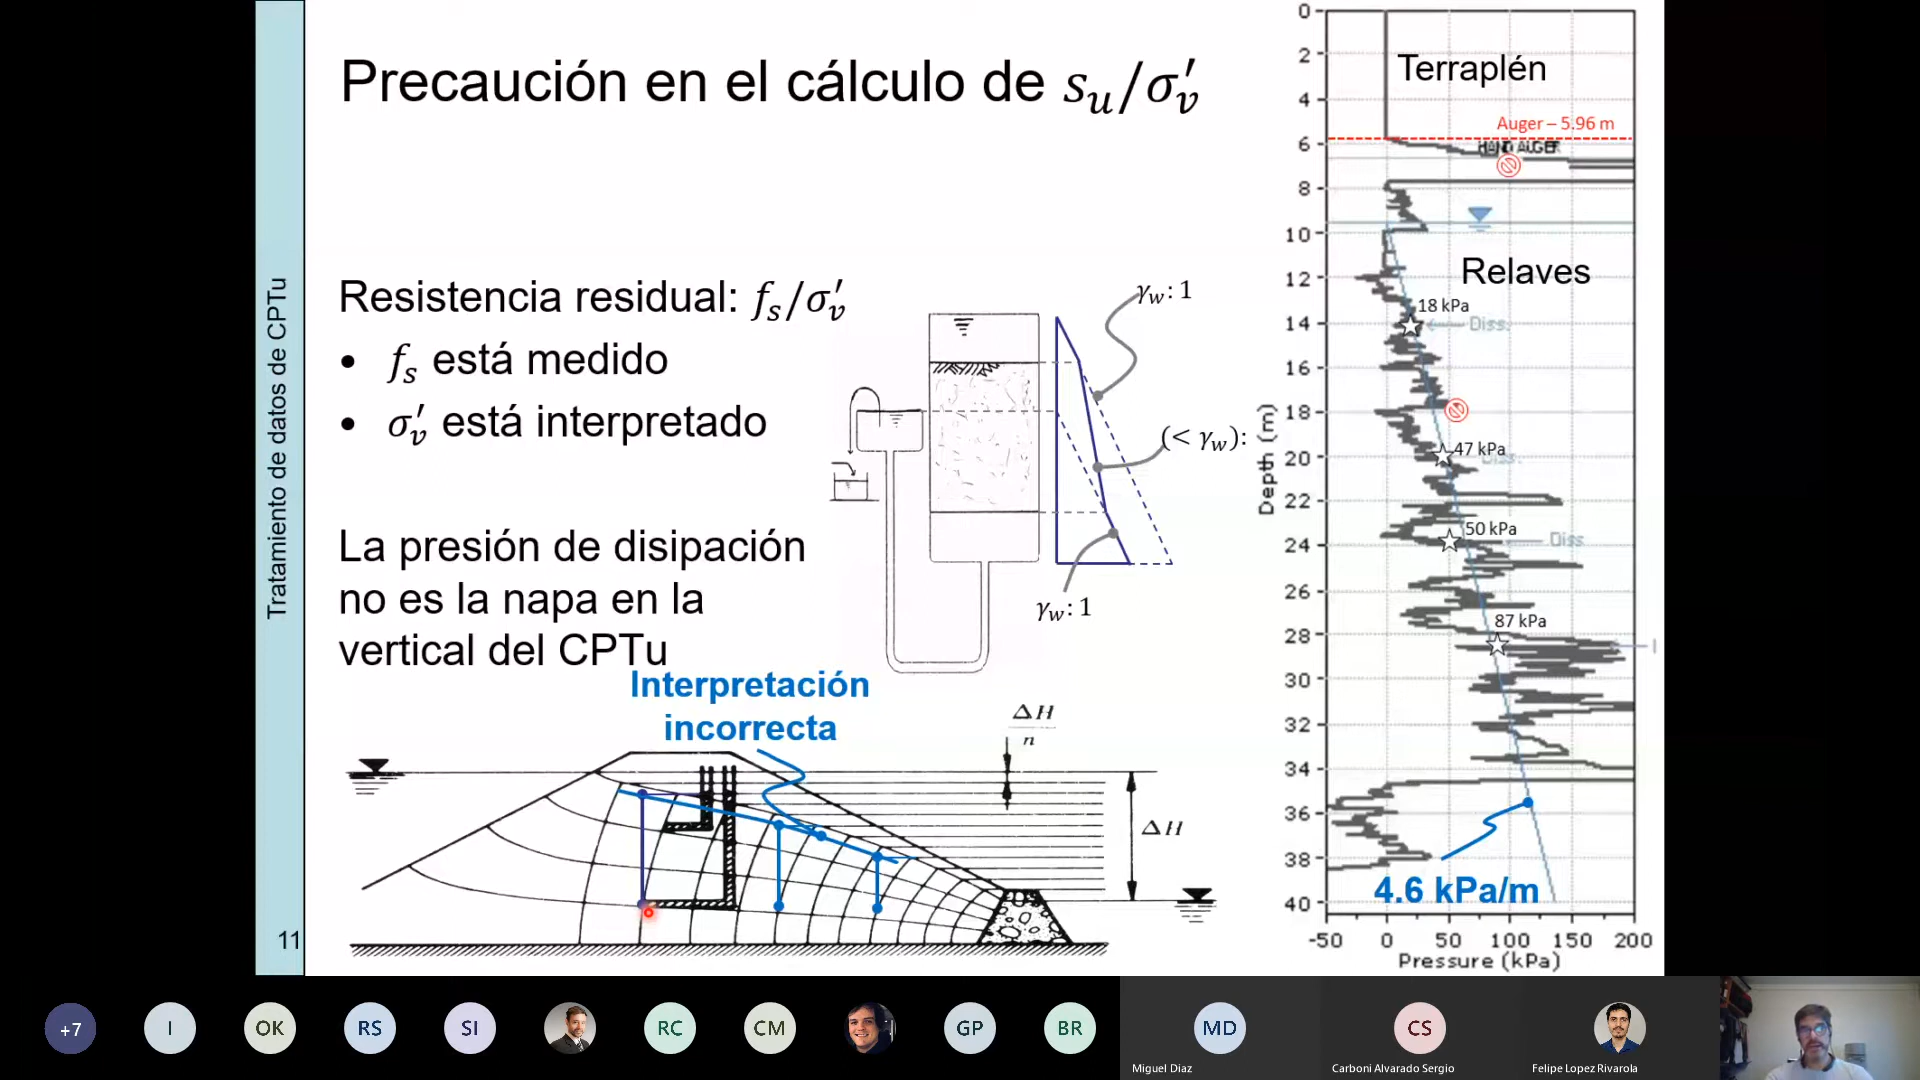 Precaución en el cálculo de s_u/σ′_v
Tratamiento de datos de CPTu
11
Resistencia residual: f_s/σ′_v
• f_s está medido
• σ′_v está interpretado
La presión de disipación
no es la napa en la
vertical del CPTu
Interpretación
incorrecta
γ_w: 1
(< γ_w):
γ_w: 1
ΔH
n
ΔH
Terraplén
Auger – 5.96 m
HAND AUGER
Relaves
18 kPa
Diss.
47 kPa
Diss.
50 kPa
Diss
87 kPa
4.6 kPa/m
Depth (m)
0
2
4
6
8
10
12
14
16
18
20
22
24
26
28
30
32
34
36
38
40
-50 0 50 100 150 200
Pressure (kPa)
+7
I
OK
RS
SI
RC
CM
GP
BR
MD
CS
Miguel Diaz
Carboni Alvarado Sergio
Felipe Lopez Rivarola